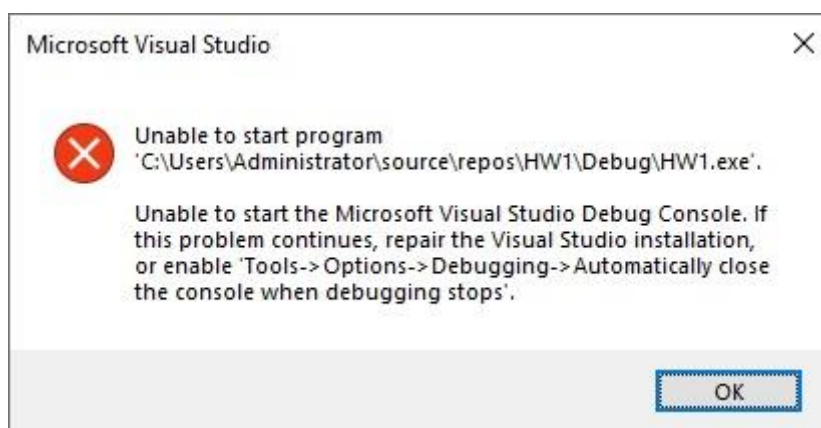 Microsoft Visual Studio
Unable to start program
'C:\Users\Administrator\source\repos\HW1\Debug\HW1.exe'.
Unable to start the Microsoft Visual Studio Debug Console. If
this problem continues, repair the Visual Studio installation,
or enable 'Tools->Options->Debugging->Automatically close
the console when debugging stops'.
OK